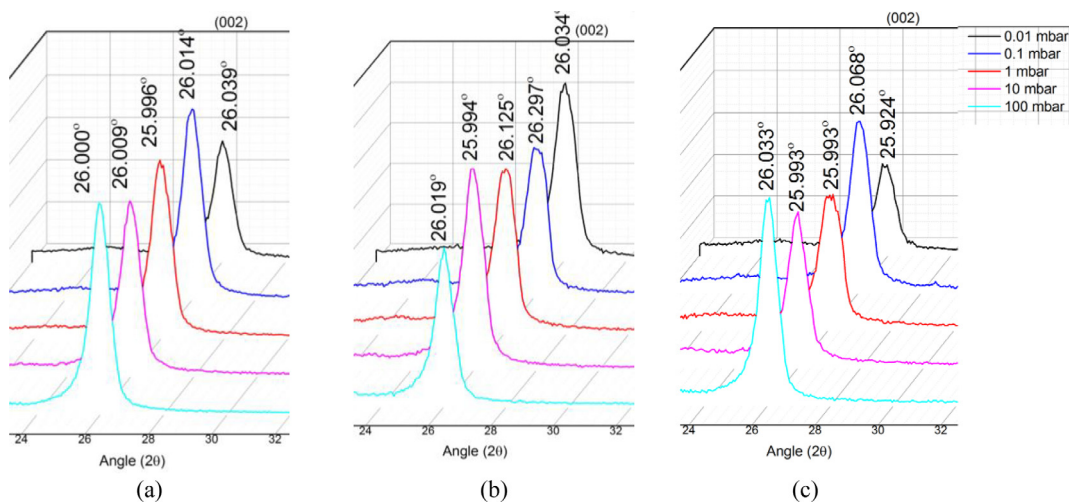 (002)
26.000°
26.009°
25.996°
26.014°
26.039°
24 26 28 30 32
Angle (2θ)
(a)
(002)
26.019°
25.994°
26.125°
26.297°
26.034°
24 26 28 30 32
Angle (2θ)
(b)
(002)
26.033°
25.993°
25.993°
26.068°
25.924°
24 26 28 30 32
Angle (2θ)
(c)
0.01 mbar
0.1 mbar
1 mbar
10 mbar
100 mbar